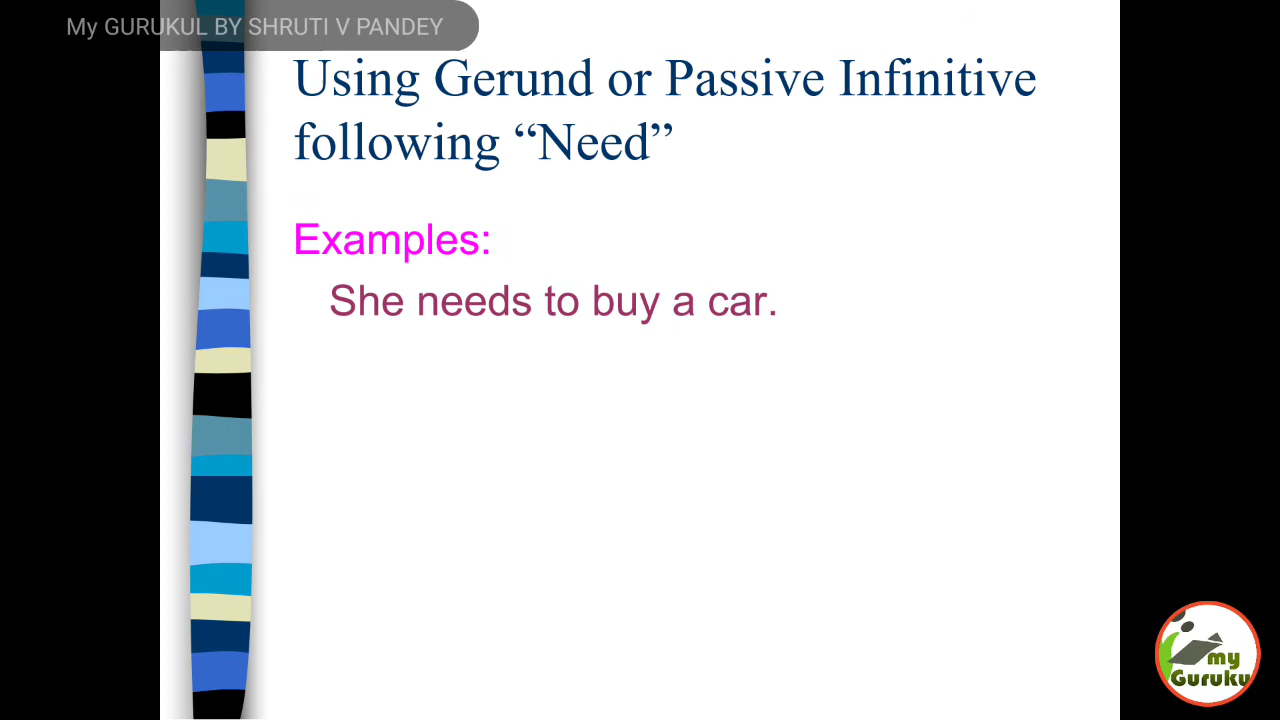 My GURUKUL BY SHRUTI V PANDEY
Using Gerund or Passive Infinitive
following “Need”
Examples:
She needs to buy a car.
my
Guruku